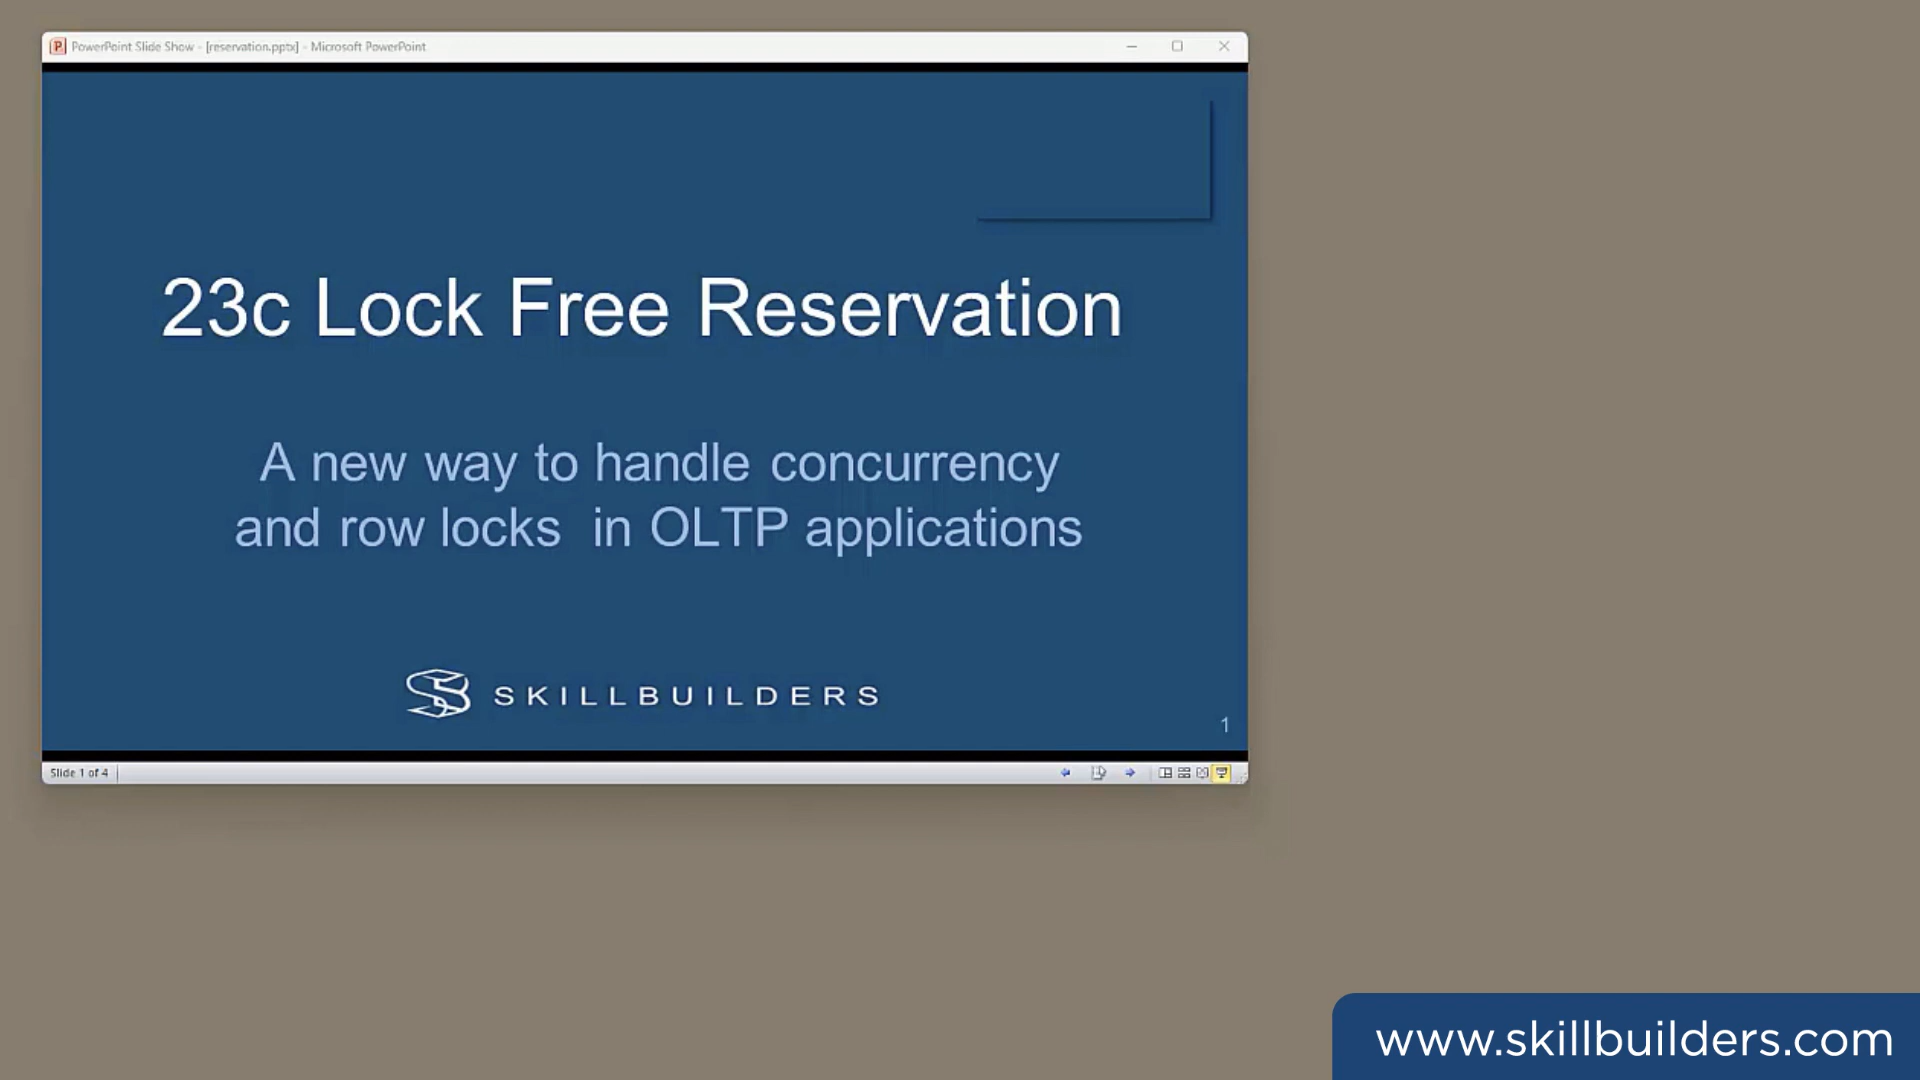 PowerPoint Slide Show - [reservation.pptx] - Microsoft PowerPoint
23c Lock Free Reservation
A new way to handle concurrency
and row locks in OLTP applications
SKILLBUILDERS
1
Slide 1 of 4
www.skillbuilders.com